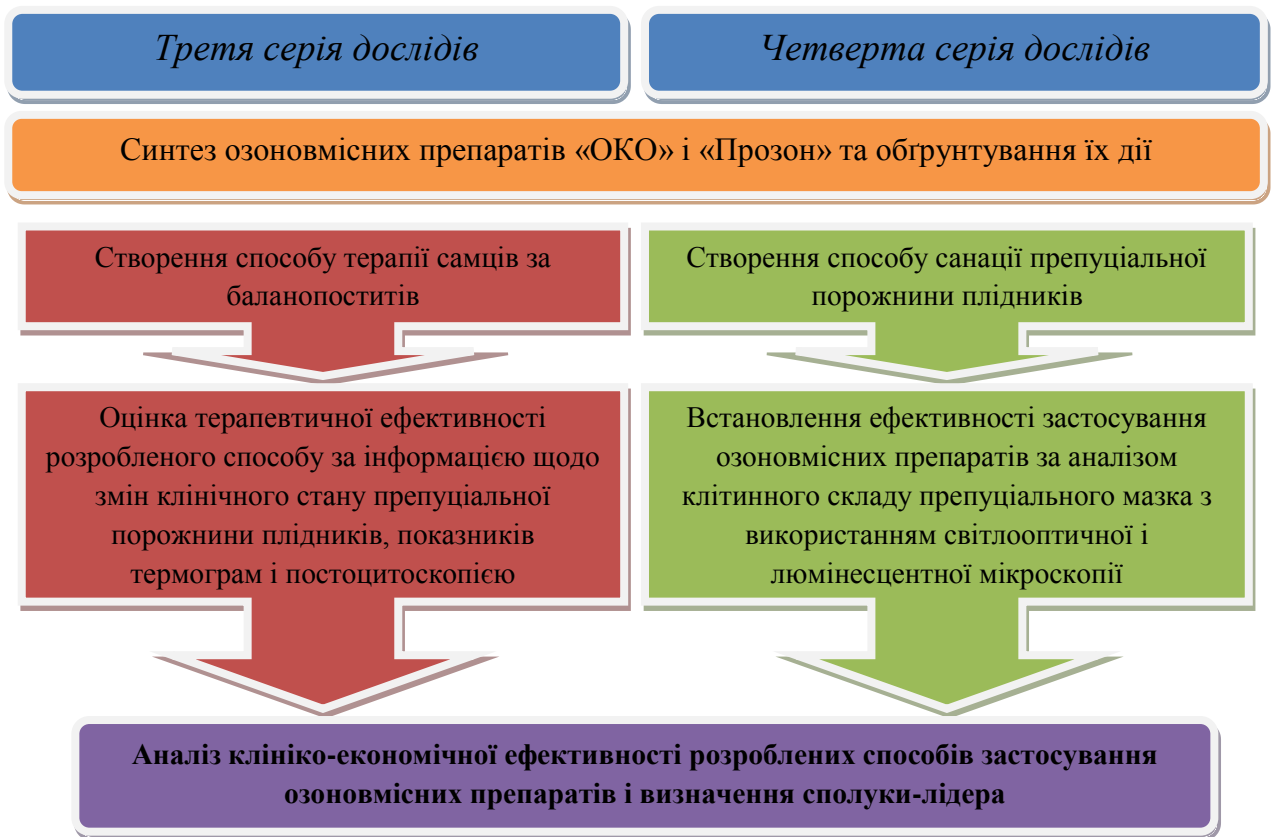 Третя серія дослідів
Четверта серія дослідів
Синтез озоновмісних препаратів «ОКО» і «Прозон» та обґрунтування їх дії
Створення способу терапії самців за
баланопоститів
Створення способу санації препуціальної
порожнини плідників
Оцінка терапевтичної ефективності
розробленого способу за інформацією щодо
змін клінічного стану препуціальної
порожнини плідників, показників
термограм і постоцитоскопією
Встановлення ефективності застосування
озоновмісних препаратів за аналізом
клітинного складу препуціального мазка з
використанням світлооптичної і
люмінесцентної мікроскопії
Аналіз клініко-економічної ефективності розроблених способів застосування
озоновмісних препаратів і визначення сполуки-лідера